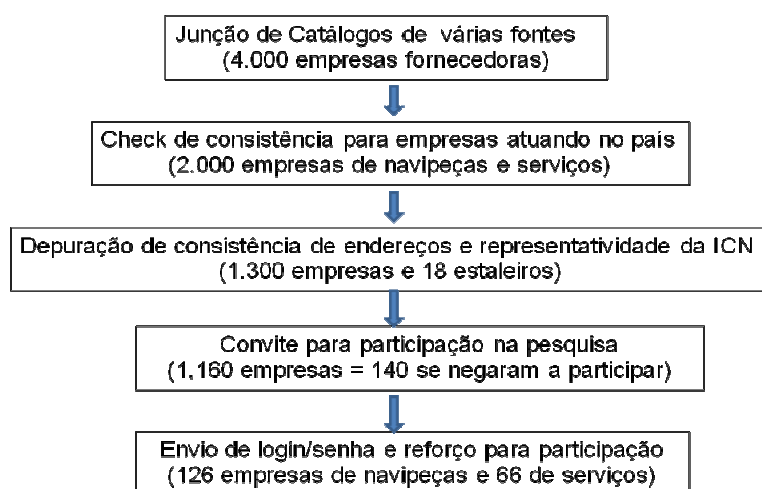 Junção de Catálogos de várias fontes
(4.000 empresas fornecedoras)
Check de consistência para empresas atuando no país
(2.000 empresas de navipeças e serviços)
Depuração de consistência de endereços e representatividade da ICN
(1.300 empresas e 18 estaleiros)
Convite para participação na pesquisa
(1,160 empresas = 140 se negaram a participar)
Envio de login/senha e reforço para participação
(126 empresas de navipeças e 66 de serviços)